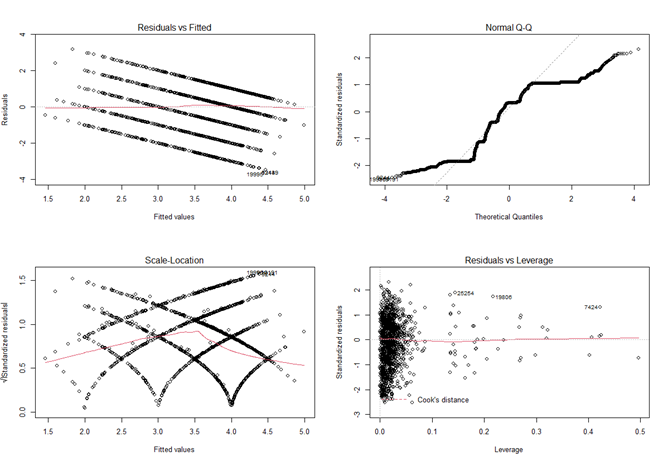 Residuals vs Fitted
Residuals
4
2
0
-2
-4
1.5 2.0 2.5 3.0 3.5 4.0 4.5 5.0
Fitted values
Normal Q-Q
Standardized residuals
2
1
0
-1
-2
-4 -2 0 2 4
Theoretical Quantiles
Scale-Location
√|Standardized residuals|
1.5
1.0
0.5
0.0
1.5 2.0 2.5 3.0 3.5 4.0 4.5 5.0
Fitted values
Residuals vs Leverage
Standardized residuals
2
1
0
-1
-2
-3
25254
19806
7424
Cook's distance
0.0 0.1 0.2 0.3 0.4 0.5
Leverage